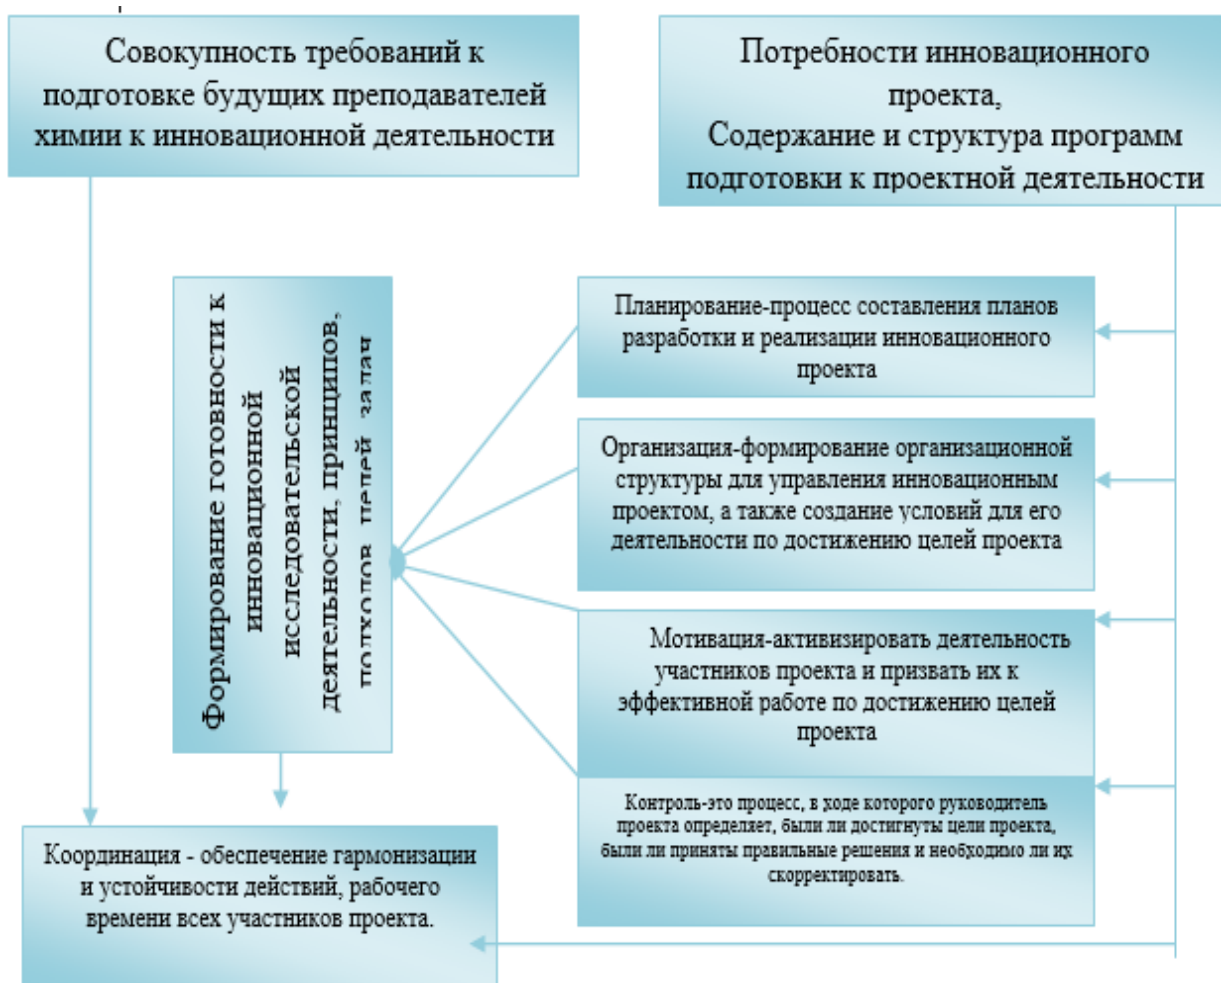 Совокупность требований к
подготовке будущих преподавателей
химии к инновационной деятельности
Потребности инновационного
проекта,
Содержание и структура программ
подготовки к проектной деятельности
Формирование готовности к
инновационной
исследовательской
деятельности, принципов,
подходов, целей, задач
Планирование-процесс составления планов
разработки и реализации инновационного
проекта
Организация-формирование организационной
структуры для управления инновационным
проектом, а также создание условий для его
деятельности по достижению целей проекта
Мотивация-активизировать деятельность
участников проекта и призвать их к
эффективной работе по достижению целей
проекта
Контроль-это процесс, в ходе которого руководитель
проекта определяет, были ли достигнуты цели проекта,
были ли приняты правильные решения и необходимо ли их
скорректировать.
Координация - обеспечение гармонизации
и устойчивости действий, рабочего
времени всех участников проекта.